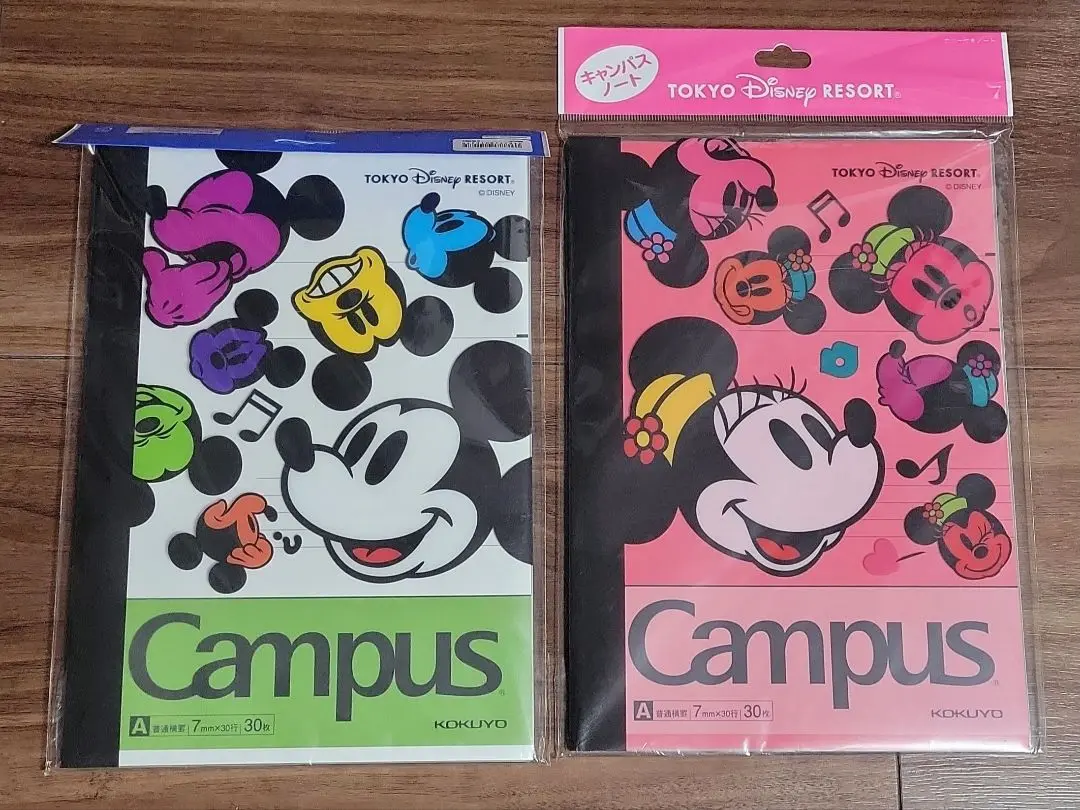 TOKYO Disney RESORT®
© DISNEY
Campus®
A 普通横罫 7mm×30行 30枚
KOKUYO
キャンパス
ノート
TOKYO Disney RESORT®
TOKYO Disney RESORT®
© DISNEY
Campus®
A 普通横罫 7mm×30行 30枚
KOKUYO